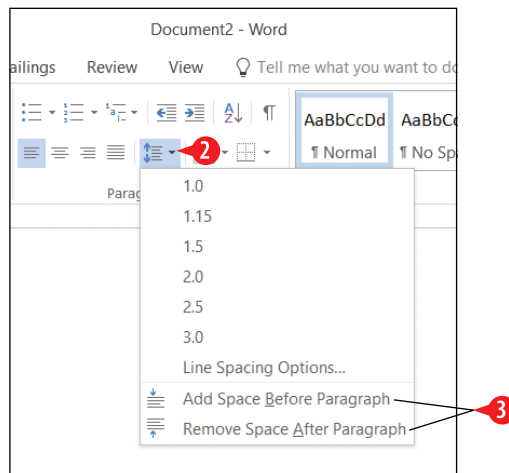 Document2 - Word
ailings Review View Tell me what you want to do
AaBbCcDd AaBbCc
¶ Normal ¶ No Sp
2
Parag
1.0
1.15
1.5
2.0
2.5
3.0
Line Spacing Options...
Add Space Before Paragraph
3
Remove Space After Paragraph